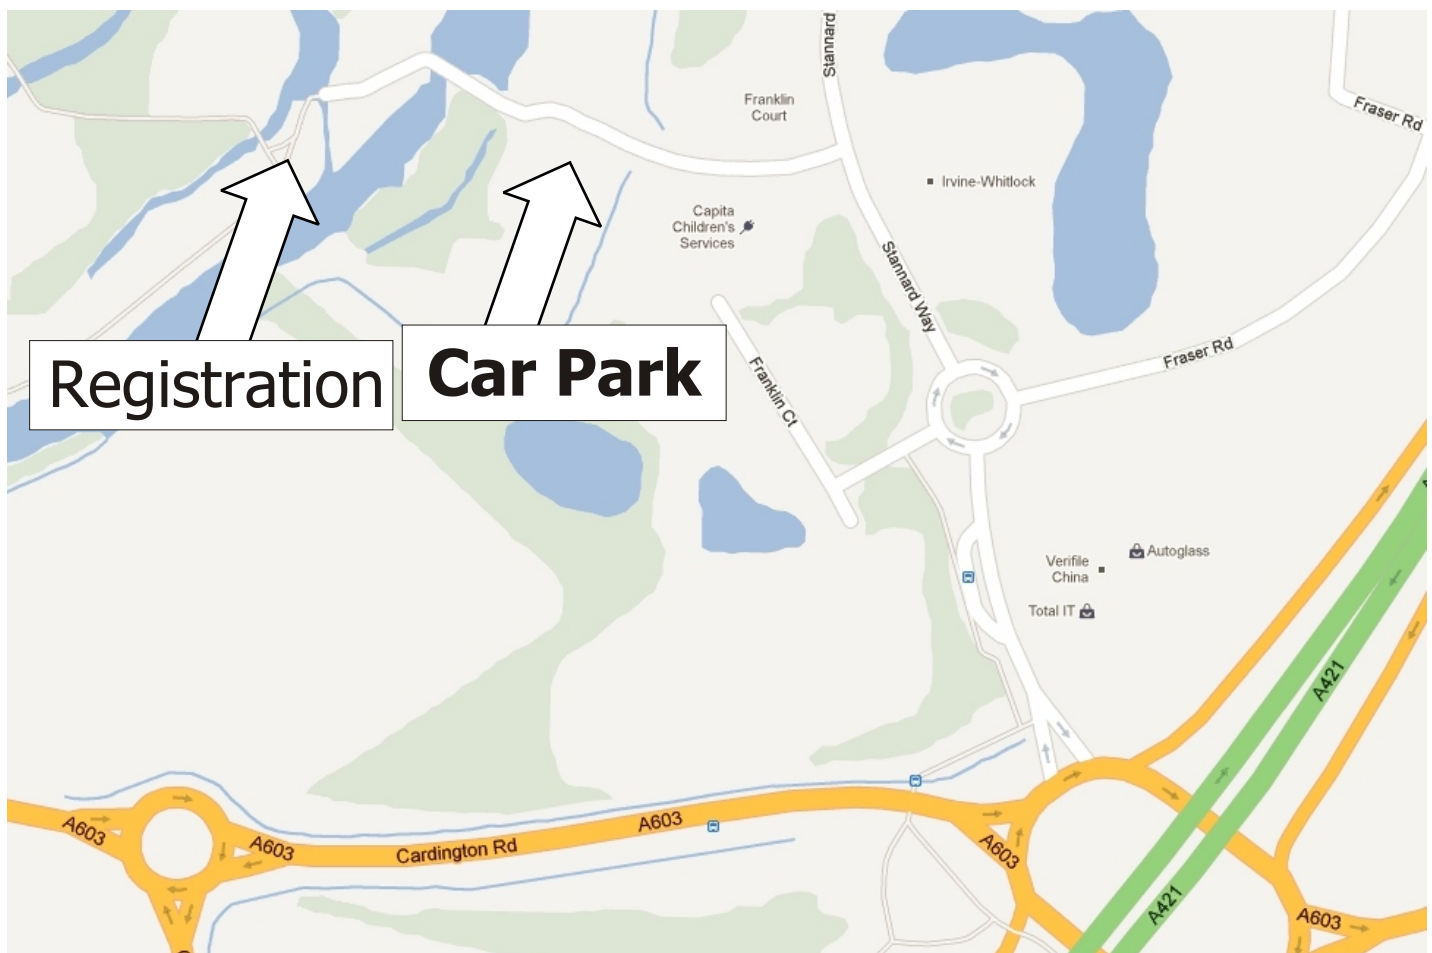 Stannard
Franklin
Court
Fraser Rd
Irvine-Whitlock
Capita
Children's
Services
Stannard Way
Registration
Car Park
Fraser Rd
Franklin Ct
Verifile
China
Autoglass
Total IT
A421
A603
A603
A603
Cardington Rd
A603
A421
A603